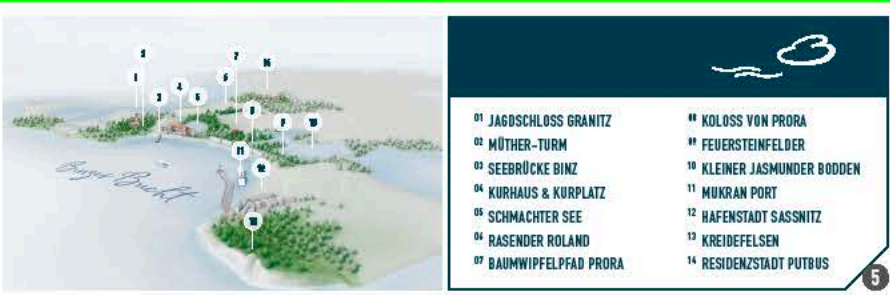 Binzer Bucht
01 JAGDSCHLOSS GRANITZ
02 MÜTHER-TURM
03 SEEBRÜCKE BINZ
04 KURHAUS & KURPLATZ
05 SCHMACHTER SEE
06 RASENDER ROLAND
07 BAUMWIPFELPFAD PRORA
08 KOLOSS VON PRORA
09 FEUERSTEINFELDER
10 KLEINER JASMUNDER BODDEN
11 MUKRAN PORT
12 HAFENSTADT SASSNITZ
13 KREIDEFELSEN
14 RESIDENZSTADT PUTBUS
5